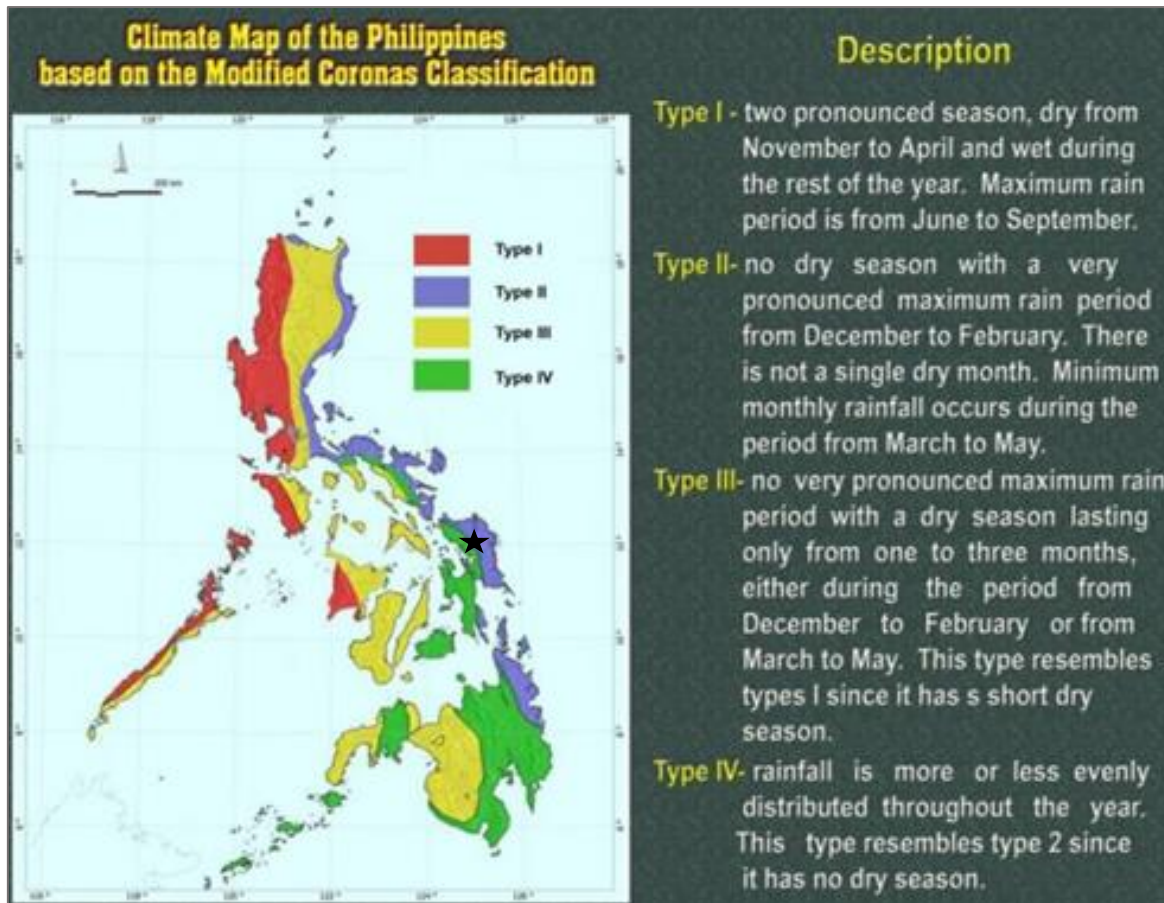 Climate Map of the Philippines
based on the Modified Coronas Classification
Type I
Type II
Type III
Type IV
Description
Type I - two pronounced season, dry from
November to April and wet during
the rest of the year. Maximum rain
period is from June to September.
Type II- no dry season with a very
pronounced maximum rain period
from December to February. There
is not a single dry month. Minimum
monthly rainfall occurs during the
period from March to May.
Type III- no very pronounced maximum rain
period with a dry season lasting
only from one to three months,
either during the period from
December to February or from
March to May. This type resembles
types I since it has s short dry
season.
Type IV- rainfall is more or less evenly
distributed throughout the year.
This type resembles type 2 since
it has no dry season.